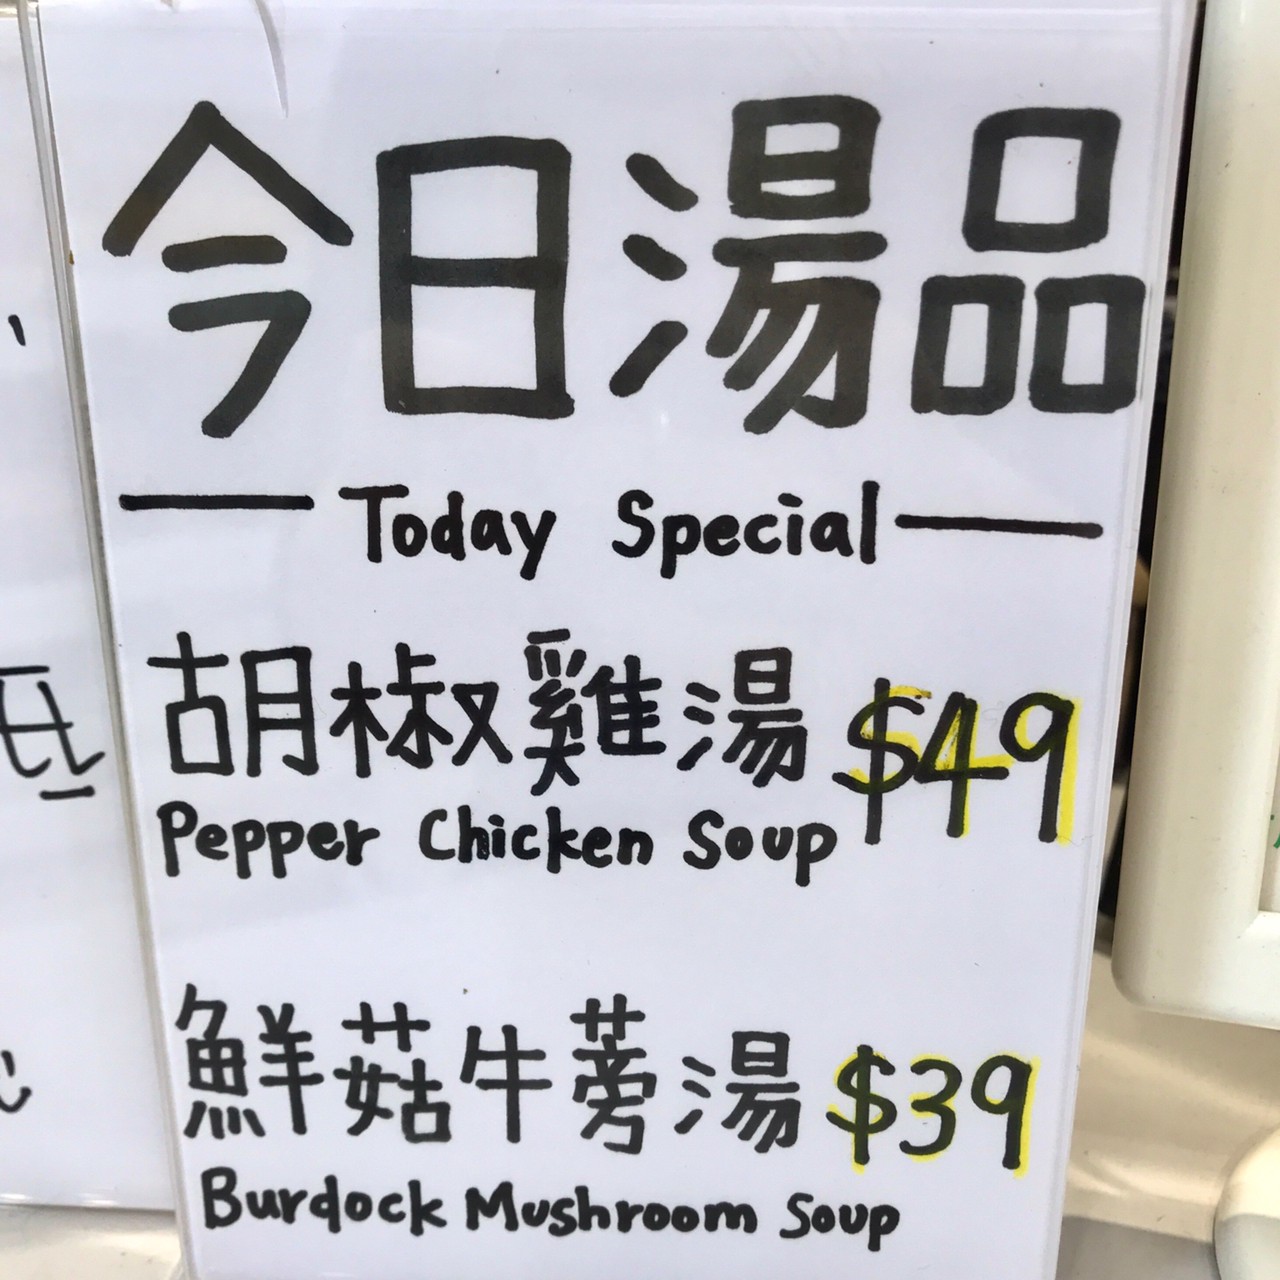 今日湯品
Today Special
胡椒雞湯 $49
Pepper Chicken Soup
鮮菇牛蒡湯 $39
Burdock Mushroom Soup